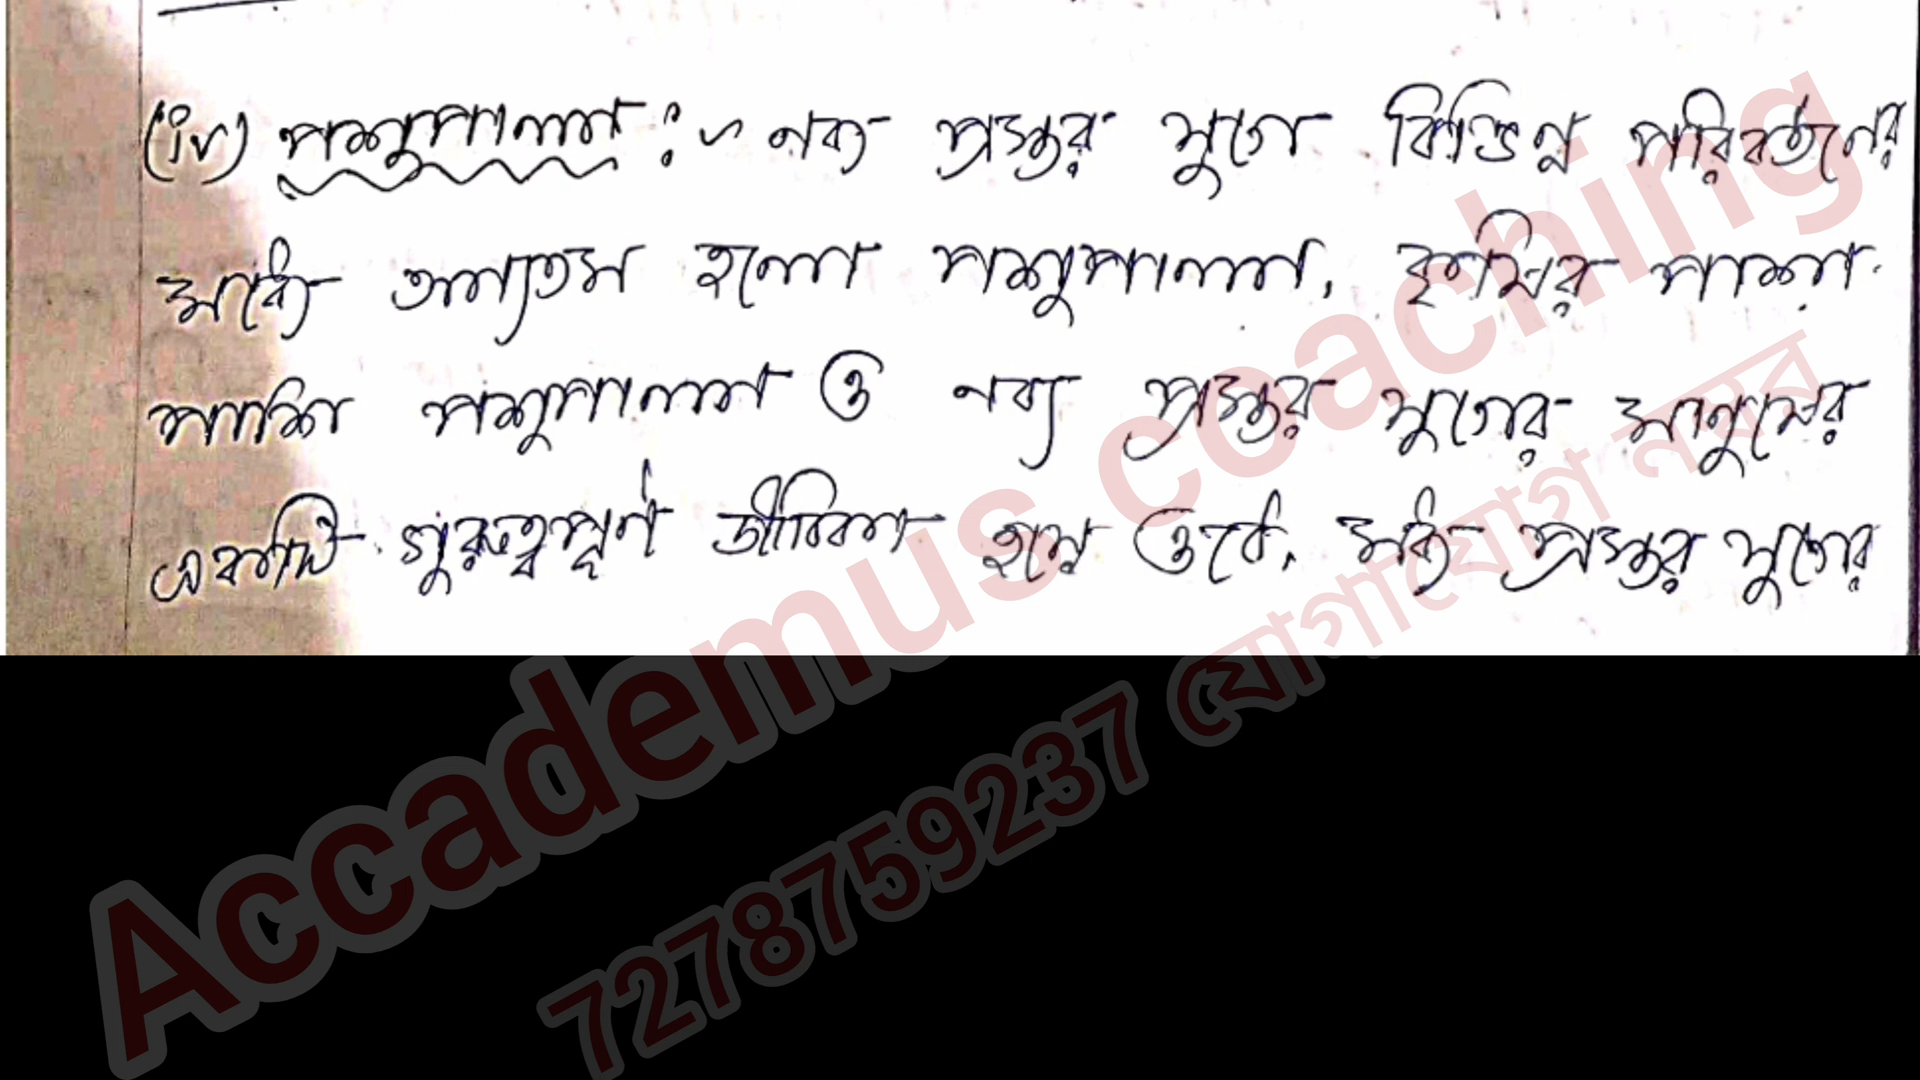 (iv) পশুপালন : নব্য প্রস্তর যুগে বিভিন্ন পরিবর্তনের
মধ্যে অন্যতম হলো পশুপালন, কৃষির পাশা
পাশি পশুপালন ও নব্য প্রস্তর যুগের মানুষের
একটি গুরুত্বপূর্ণ জীবিকা হয়ে ওঠে, মধ্য প্রস্তর যুগের
Accademus coaching
7278759237 যোগাযোগ নম্বর